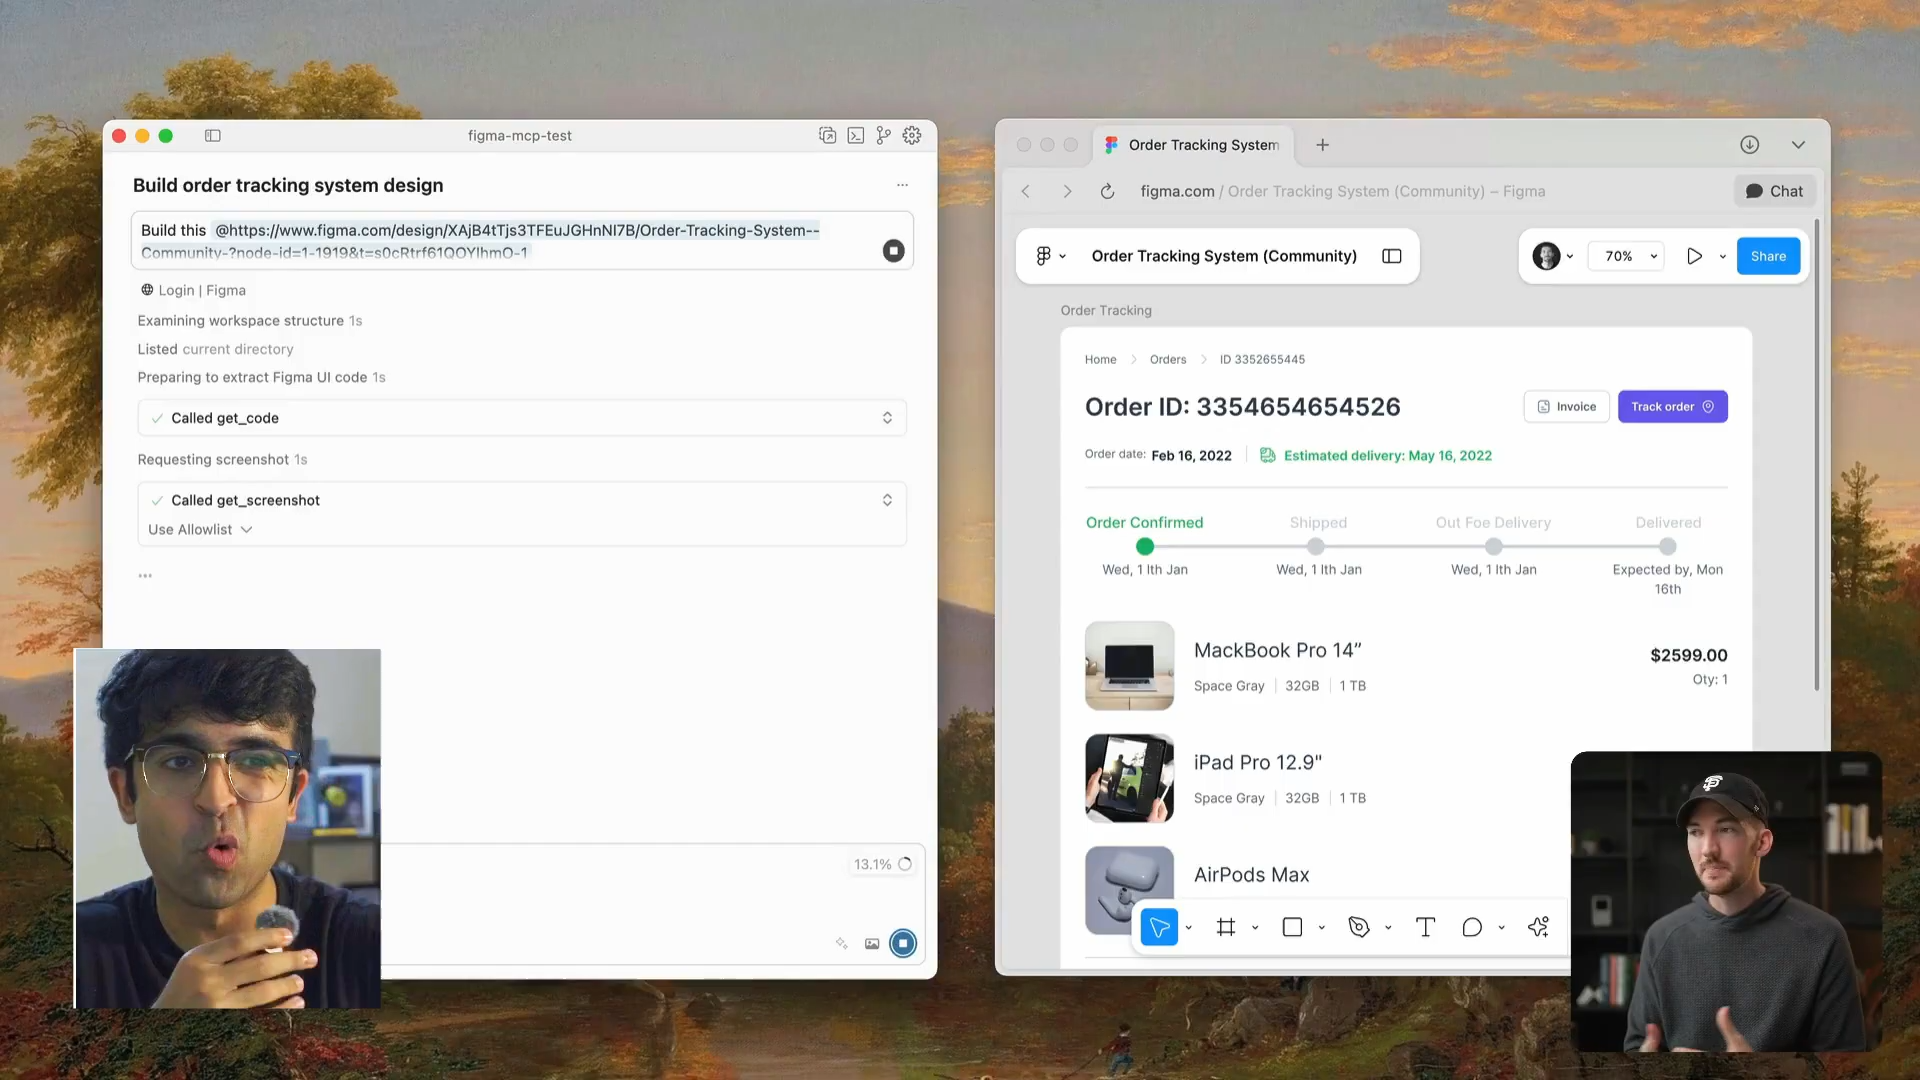 figma-mcp-test
Build order tracking system design
Build this @https://www.figma.com/design/XAjB4tTjs3TFEuJGHnNI7B/Order-Tracking-System--
Community-?node-id=1-1919&t=s0cRtrf61QOYIhmO-1
Login | Figma
Examining workspace structure 1s
Listed current directory
Preparing to extract Figma UI code 1s
Called get_code
Requesting screenshot 1s
Called get_screenshot
Use Allowlist
13.1%
Order Tracking System
figma.com / Order Tracking System (Community) – Figma
Chat
Order Tracking System (Community)
70%
Share
Order Tracking
Home
Orders
ID 3352655445
Order ID: 3354654654526
Invoice
Track order
Order date: Feb 16, 2022
Estimated delivery: May 16, 2022
Order Confirmed
Shipped
Out Foe Delivery
Delivered
Wed, 1 lth Jan
Wed, 1 lth Jan
Wed, 1 lth Jan
Expected by, Mon
16th
MackBook Pro 14”
$2599.00
Space Gray | 32GB | 1 TB
Qty: 1
iPad Pro 12.9"
Space Gray | 32GB | 1 TB
AirPods Max